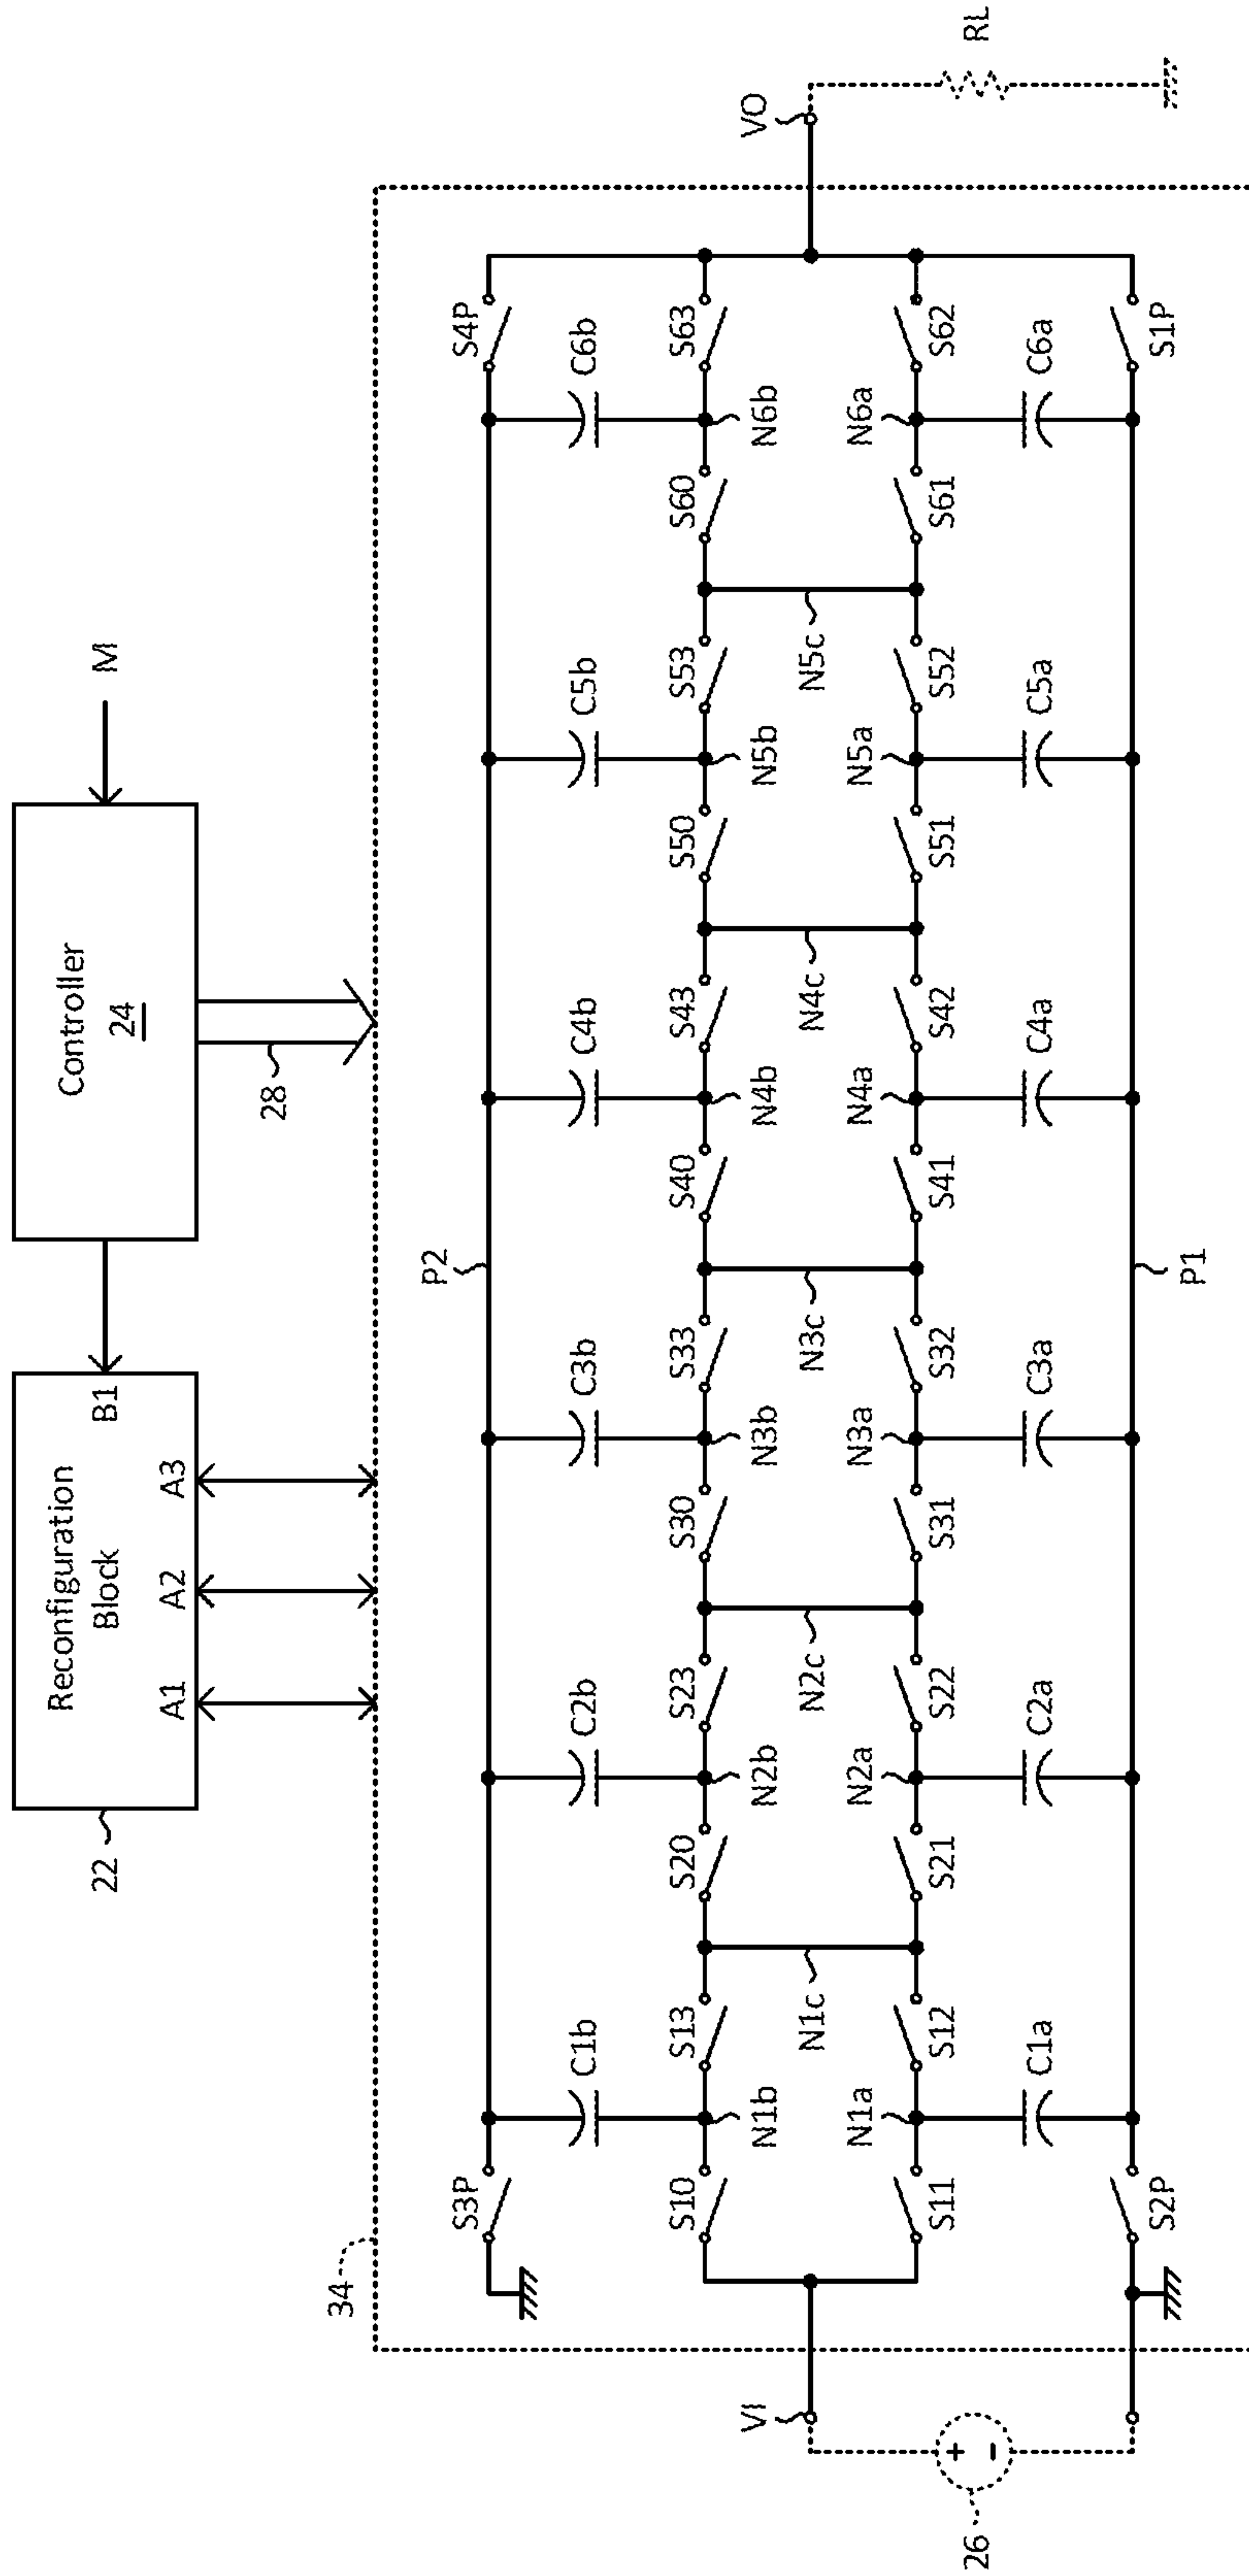 22
Reconfiguration
Block
A1
A2
A3
B1
Controller
24
M
28
34
P2
S3P
S4P
C1b
C2b
C3b
C4b
C5b
C6b
S10
S13
S20
S23
S30
S33
S40
S43
S50
S53
S60
S63
N1b
N2b
N3b
N4b
N5b
N6b
VI
VO
N1c
N2c
N3c
N4c
N5c
26
+
-
RL
N1a
N2a
N3a
N4a
N5a
N6a
S11
S12
S21
S22
S31
S32
S41
S42
S51
S52
S61
S62
C1a
C2a
C3a
C4a
C5a
C6a
S2P
S1P
P1